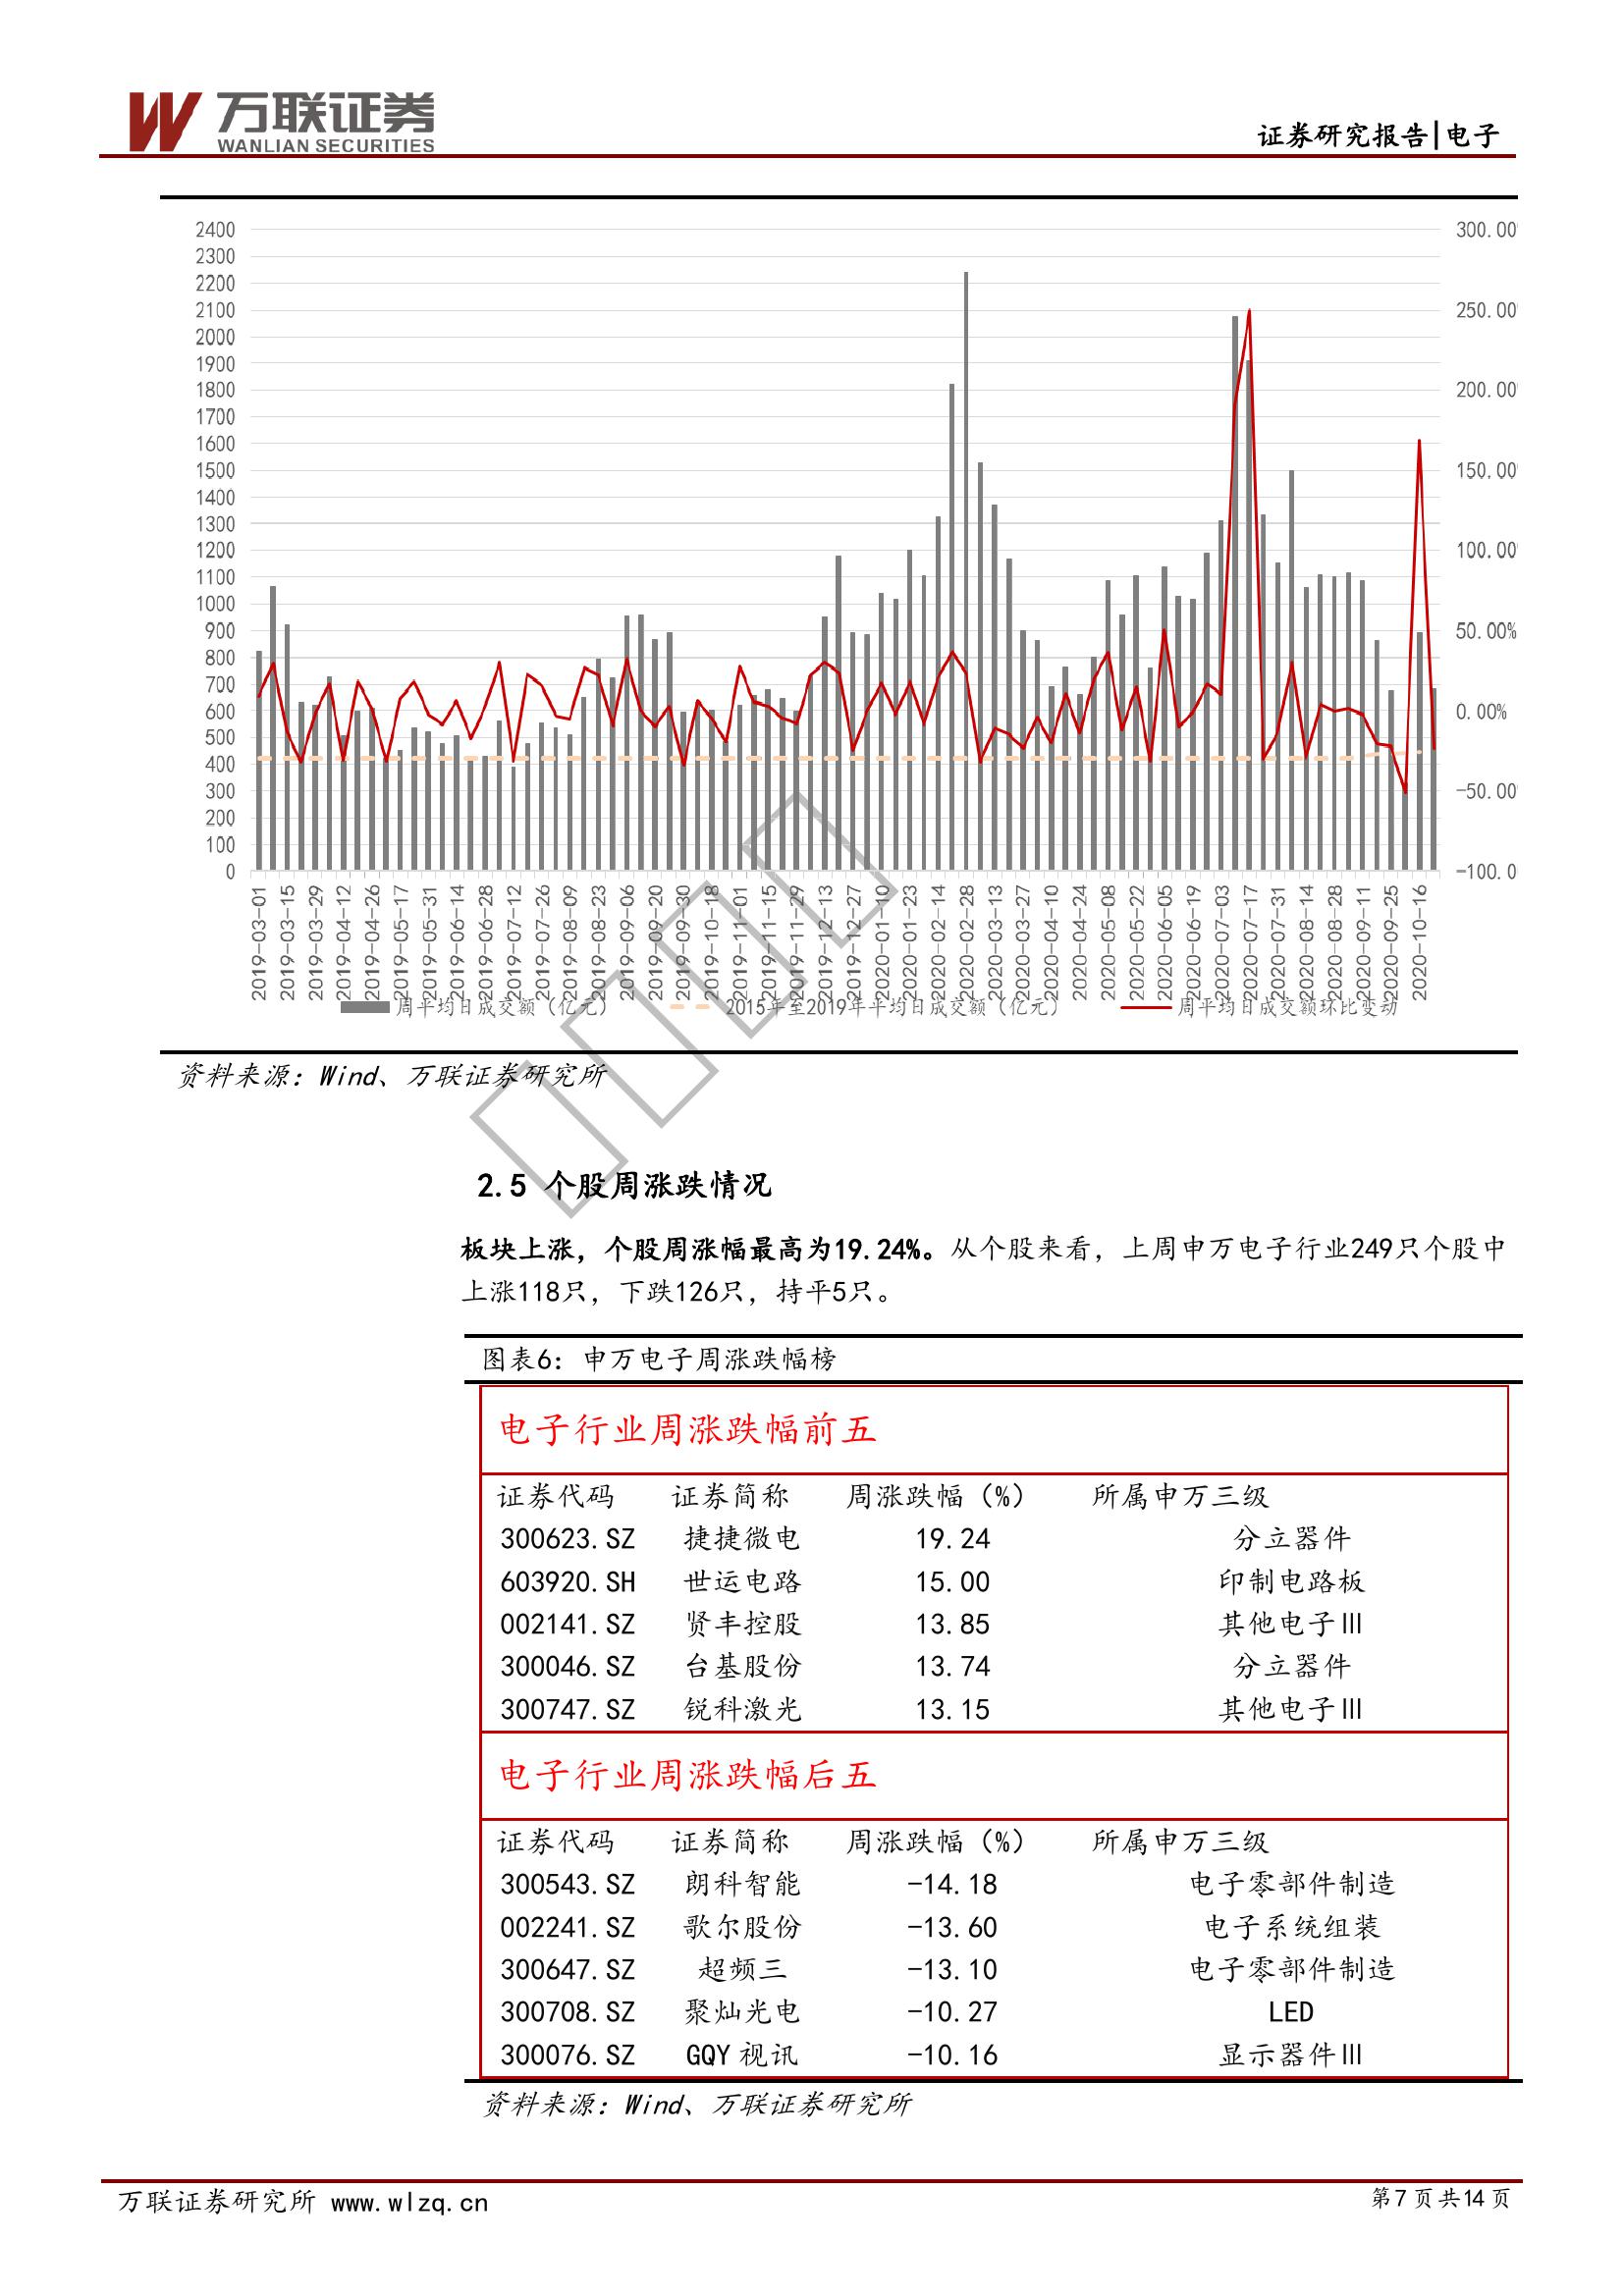 万联证券
WANLIAN SECURITIES
证券研究报告|电子
2400 300.00
2300
2200
2100 250.00
2000
1900
1800 200.00
1700
1600
1500 150.00
1400
1300
1200 100.00
1100
1000
900 50.00%
800
700
600 0.00%
500
400
300 -50.00
200
100
0 -100.0
2019-03-01 2019-03-15 2019-03-29 2019-04-12 2019-04-26 2019-05-17 2019-05-31 2019-06-14 2019-06-28 2019-07-12 2019-07-26 2019-08-09 2019-08-23 2019-09-06 2019-09-20 2019-09-30 2019-10-18 2019-11-01 2019-11-15 2019-11-29 2019-12-13 2019-12-27 2020-01-10 2020-01-23 2020-02-14 2020-02-28 2020-03-13 2020-03-27 2020-04-10 2020-04-24 2020-05-08 2020-05-22 2020-06-05 2020-06-19 2020-07-03 2020-07-17 2020-07-31 2020-08-14 2020-08-28 2020-09-11 2020-09-25 2020-10-16
周平均日成交额（亿元） 2015年至2019年平均日成交额（亿元） 周平均日成交额环比变动
资料来源：Wind、万联证券研究所
2.5 个股周涨跌情况
板块上涨，个股周涨幅最高为19.24%。从个股来看，上周申万电子行业249只个股中
上涨118只，下跌126只，持平5只。
图表6：申万电子周涨跌幅榜
电子行业周涨跌幅前五
证券代码 证券简称 周涨跌幅（%） 所属申万三级
300623.SZ 捷捷微电 19.24 分立器件
603920.SH 世运电路 15.00 印制电路板
002141.SZ 贤丰控股 13.85 其他电子Ⅲ
300046.SZ 台基股份 13.74 分立器件
300747.SZ 锐科激光 13.15 其他电子Ⅲ
电子行业周涨跌幅后五
证券代码 证券简称 周涨跌幅（%） 所属申万三级
300543.SZ 朗科智能 -14.18 电子零部件制造
002241.SZ 歌尔股份 -13.60 电子系统组装
300647.SZ 超频三 -13.10 电子零部件制造
300708.SZ 聚灿光电 -10.27 LED
300076.SZ GQY 视讯 -10.16 显示器件Ⅲ
资料来源：Wind、万联证券研究所
万联证券研究所 www.wlzq.cn 第 7 页 共 14 页